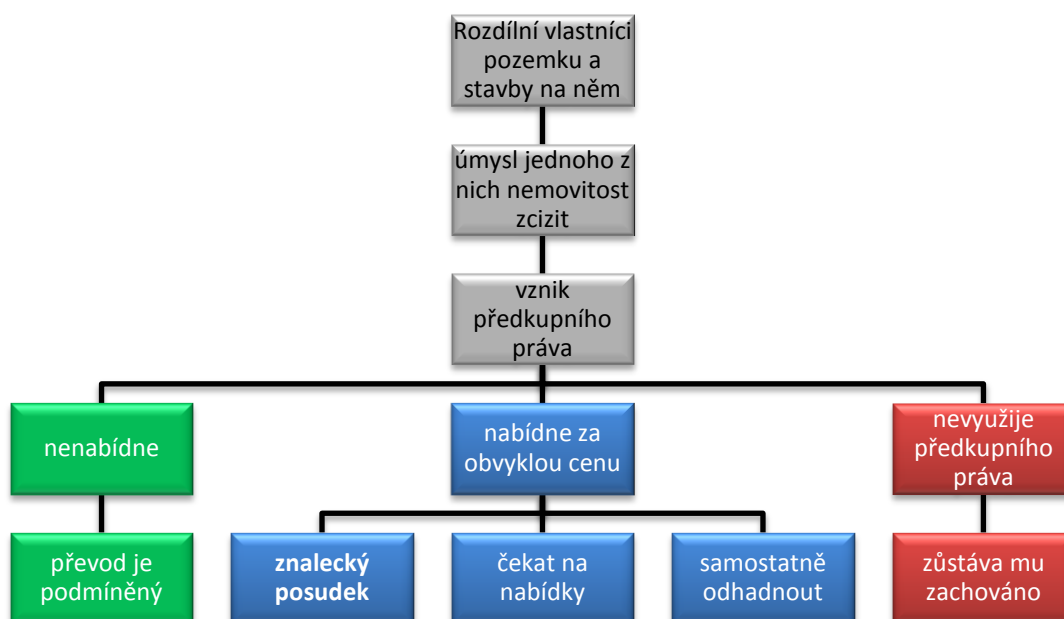 Rozdílní vlastníci
pozemku a
stavby na něm
úmysl jednoho z
nich nemovitost
zcizit
vznik
předkupního
práva
nenabídne
nabídne za
obvyklou cenu
nevyužije
předkupního
práva
převod je
podmíněný
znalecký
posudek
čekat na
nabídky
samostatně
odhadnout
zůstáva mu
zachováno